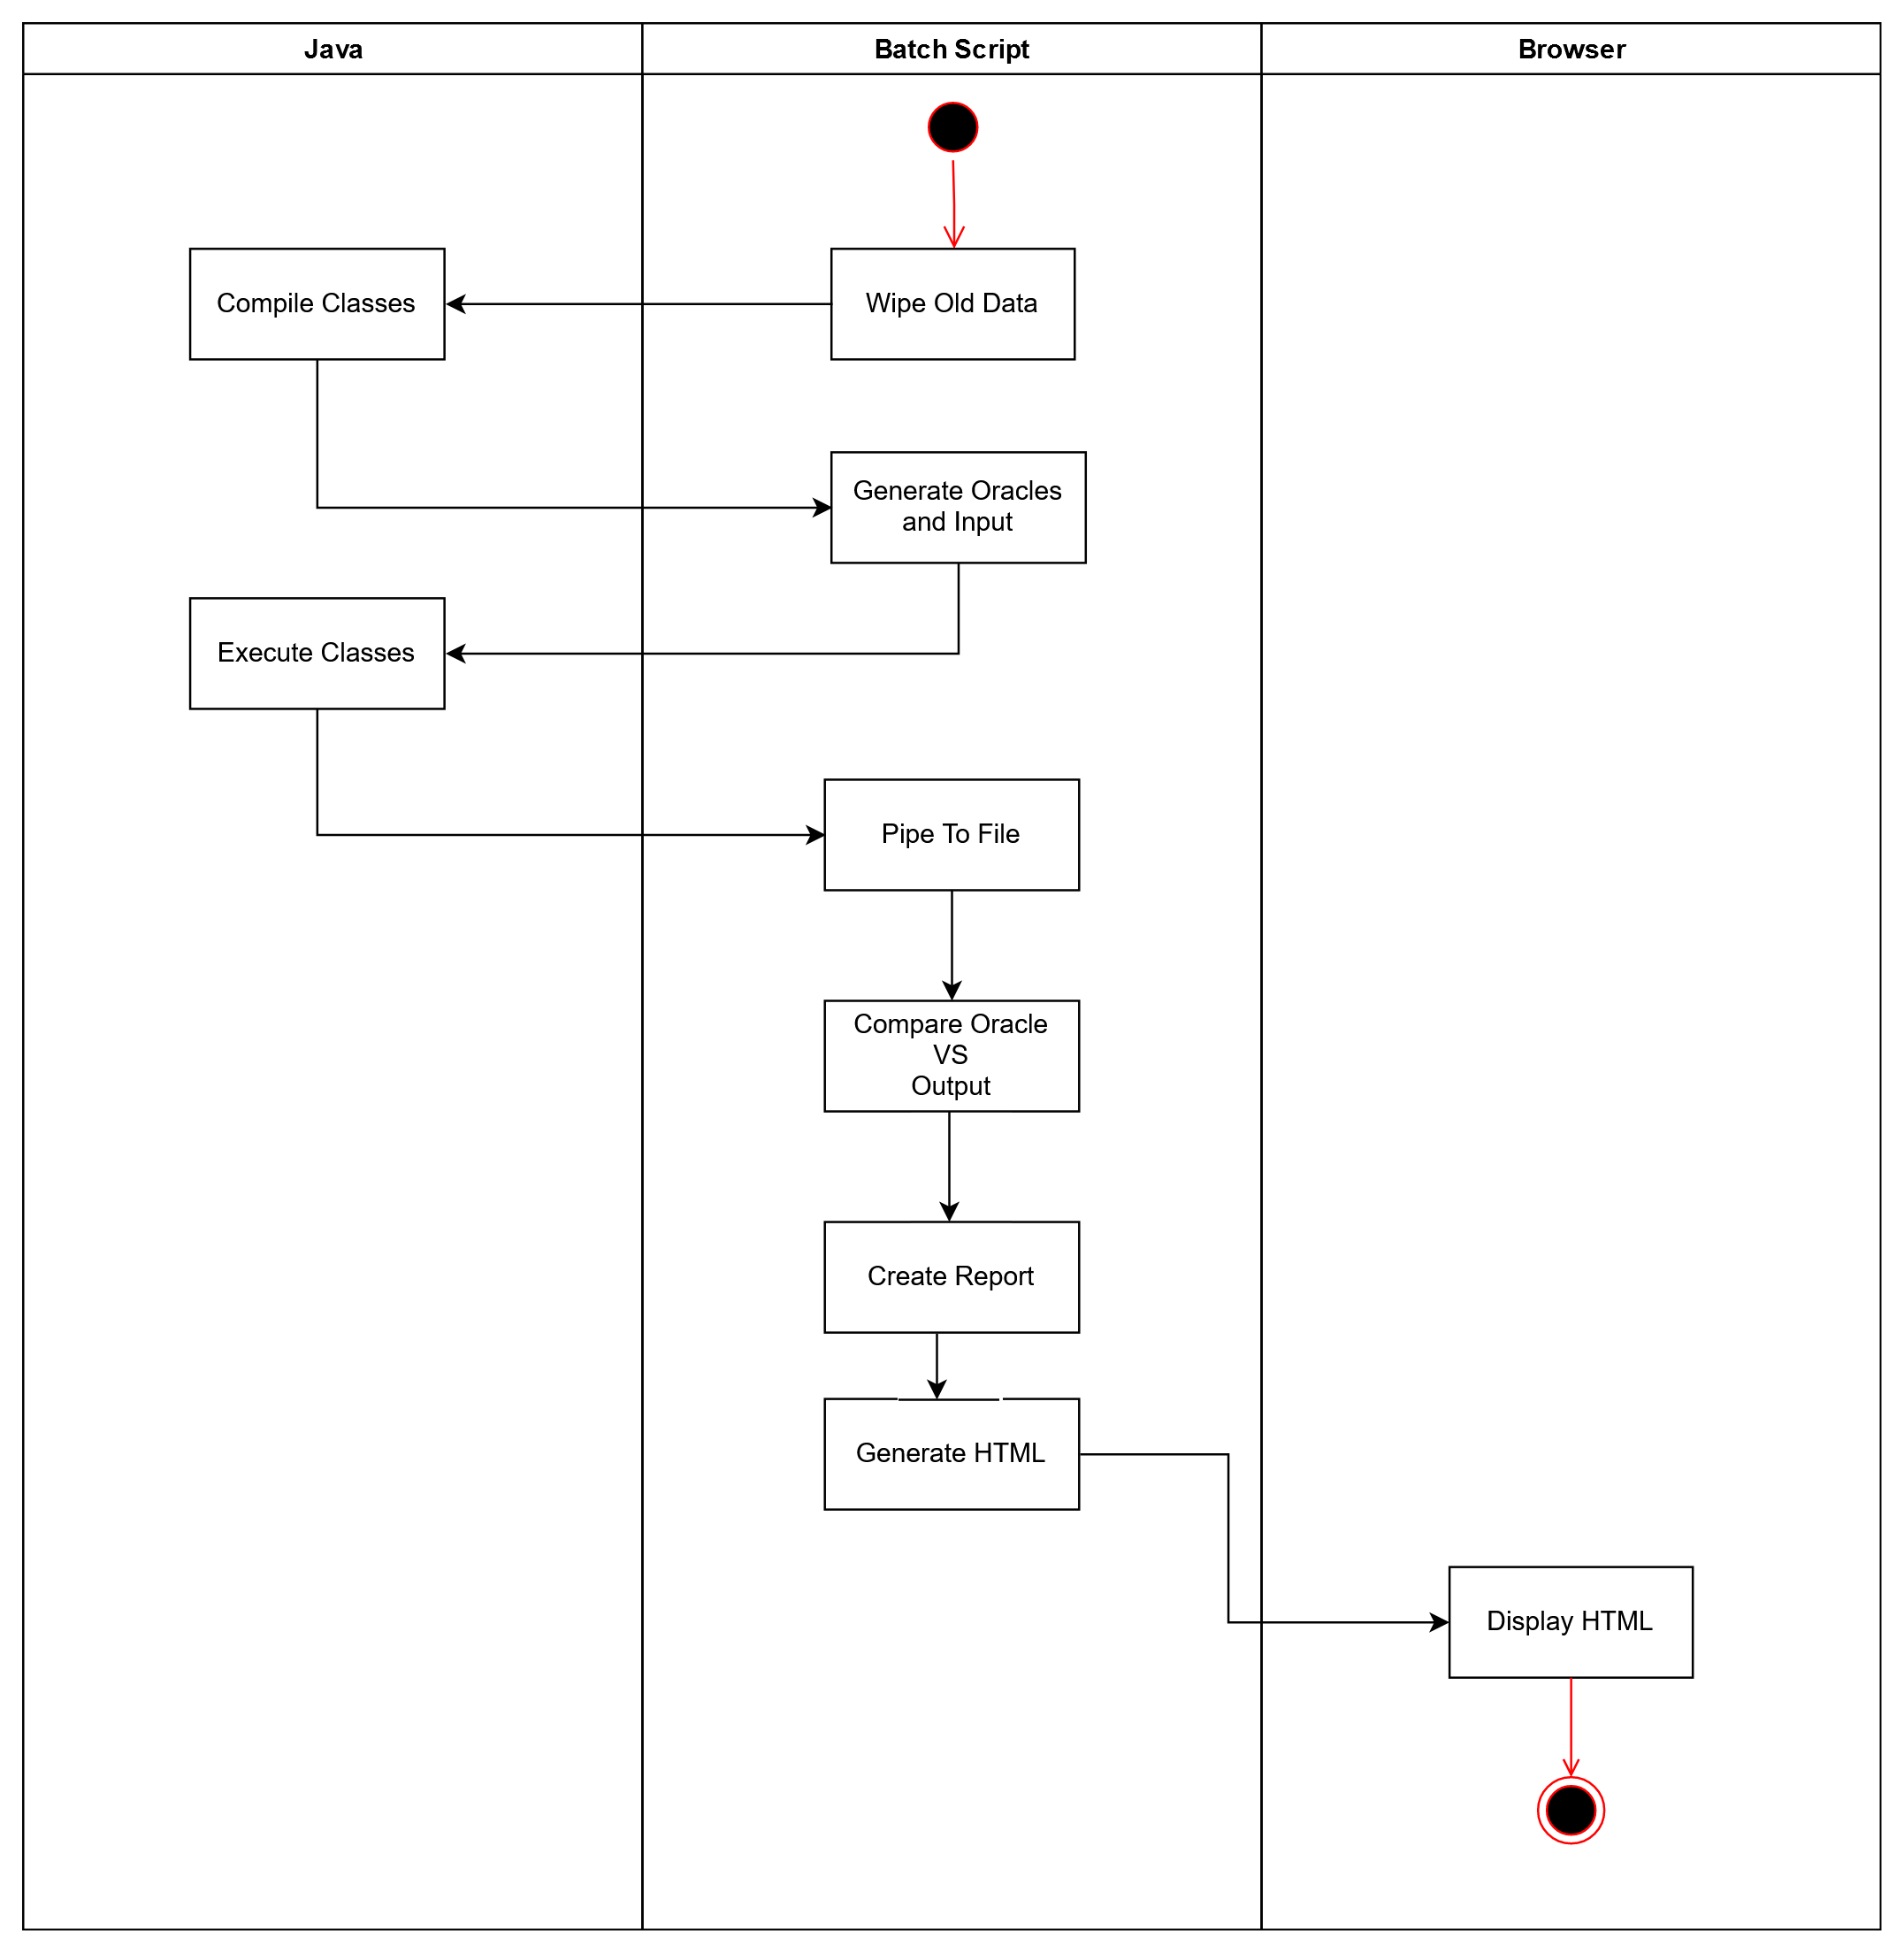 Java
Batch Script
Browser
Compile Classes
Wipe Old Data
Generate Oracles
and Input
Execute Classes
Pipe To File
Compare Oracle
VS
Output
Create Report
Generate HTML
Display HTML